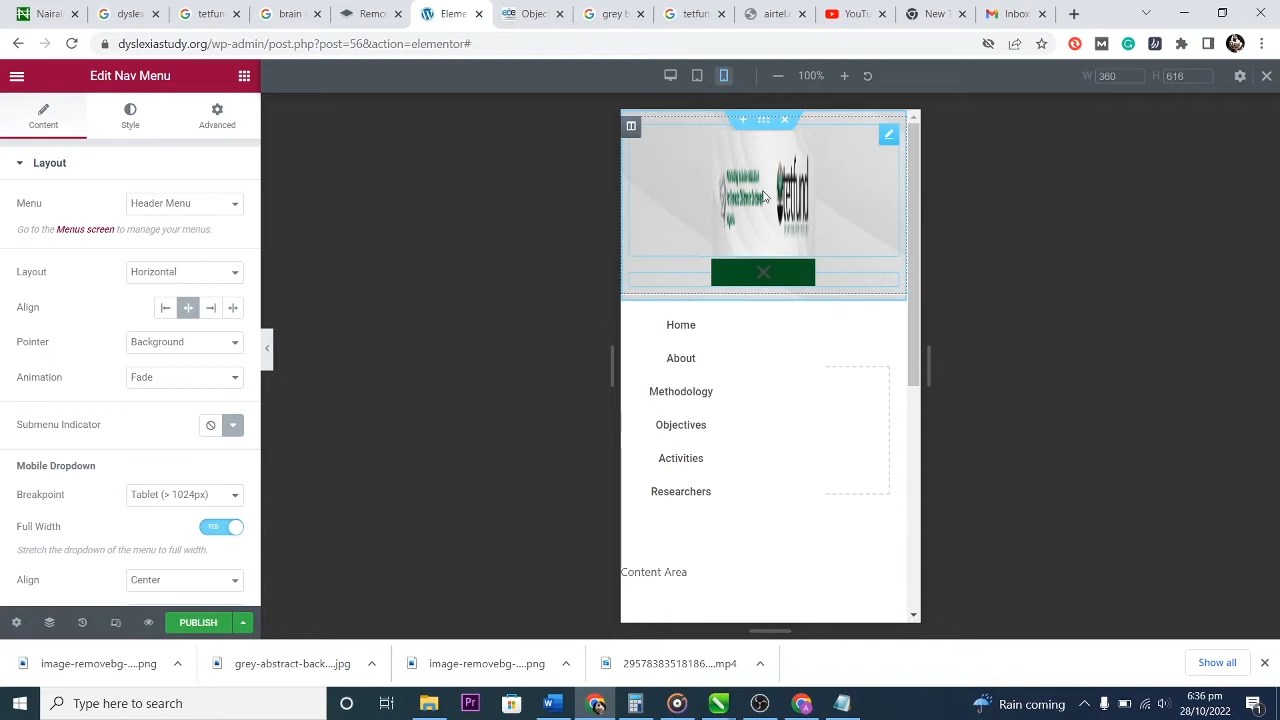 Nairal
G tetfun
G brain
Remo
Eleme
Objec
G grey b
G tetfun
airtel.c
YouTu
New T
Inbox
dyslexiastudy.org/wp-admin/post.php?post=56&action=elementor#
Edit Nav Menu
100%
W 360 H 616
Content Style Advanced
Layout
Menu Header Menu
Go to the Menus screen to manage your menus.
Layout Horizontal
Align
Pointer Background
Animation Fade
Submenu Indicator
Mobile Dropdown
Breakpoint Tablet (> 1024px)
Full Width YES
Stretch the dropdown of the menu to full width.
Align Center
PUBLISH
tetfund
Home
About
Methodology
Objectives
Activities
Researchers
Content Area
image-removebg-....png
grey-abstract-back....jpg
image-removebg-....png
29578383518186....mp4
Show all
Type here to search
Rain coming
6:36 pm
28/10/2022